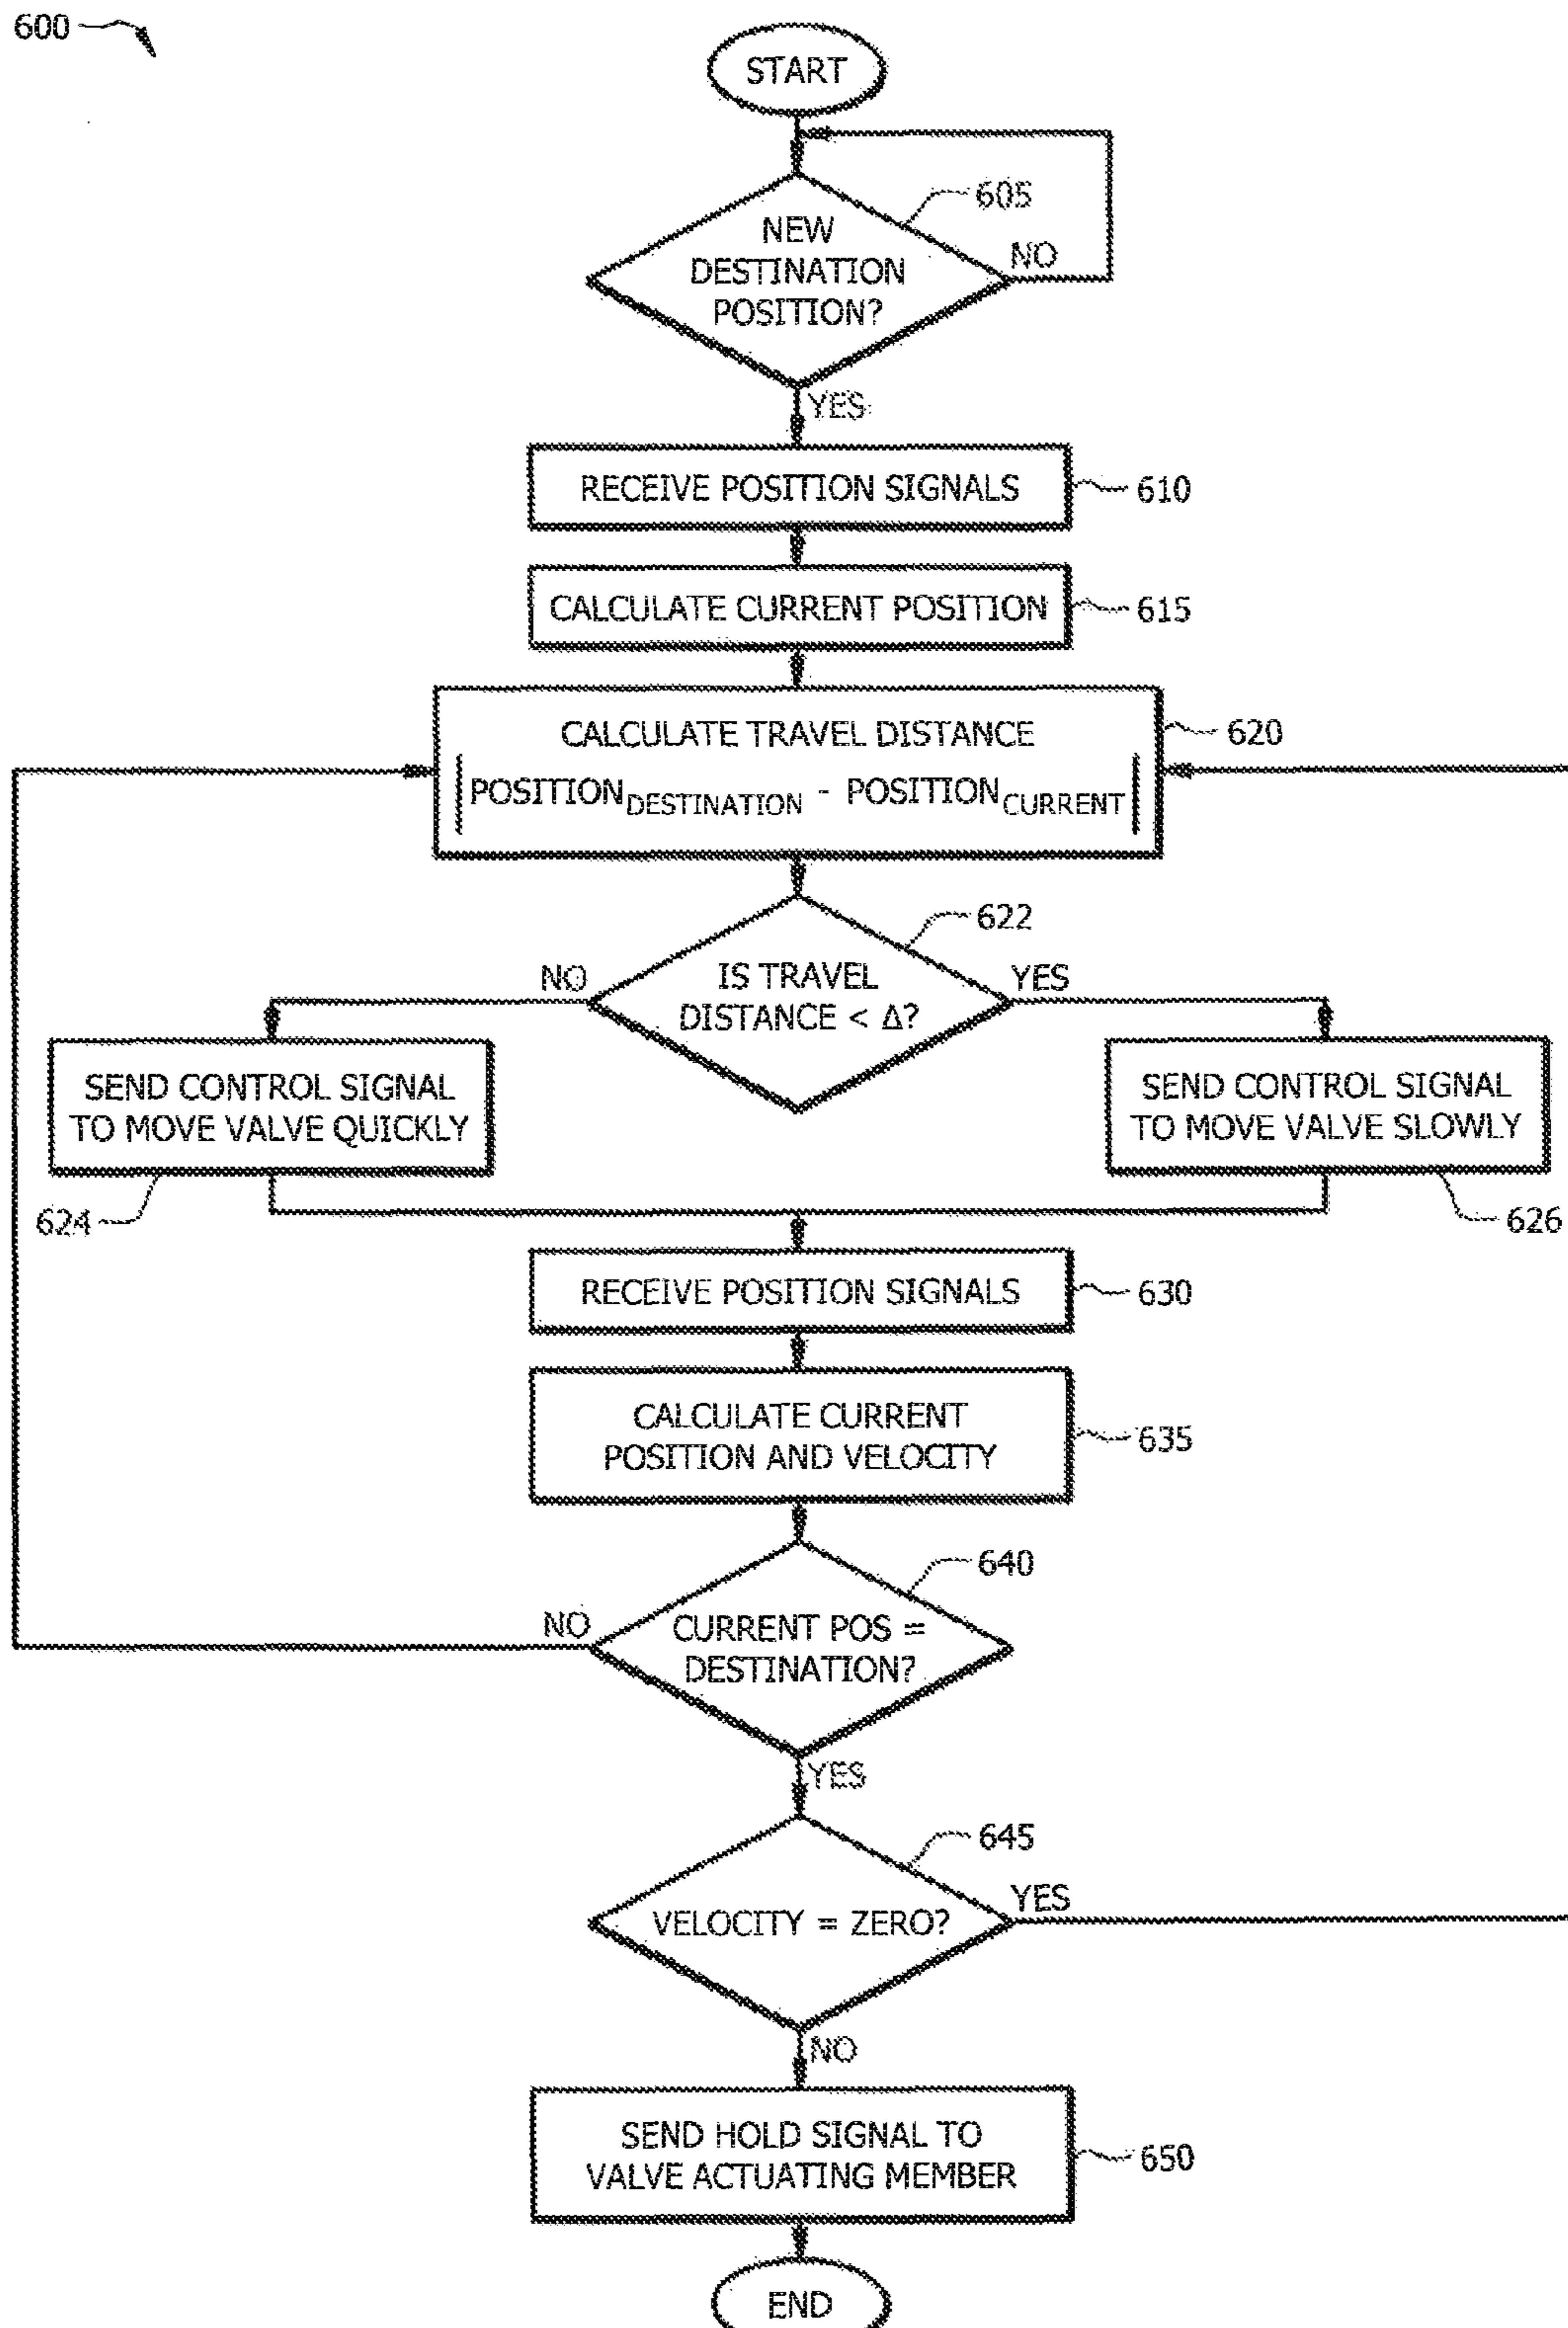 600
START
605
NEW
DESTINATION
POSITION?
NO
YES
RECEIVE POSITION SIGNALS
610
CALCULATE CURRENT POSITION
615
CALCULATE TRAVEL DISTANCE
620
|POSITION_DESTINATION - POSITION_CURRENT|
622
NO
IS TRAVEL
DISTANCE < Δ?
YES
SEND CONTROL SIGNAL
TO MOVE VALVE QUICKLY
624
SEND CONTROL SIGNAL
TO MOVE VALVE SLOWLY
626
RECEIVE POSITION SIGNALS
630
CALCULATE CURRENT
POSITION AND VELOCITY
635
640
NO
CURRENT POS =
DESTINATION?
YES
645
VELOCITY = ZERO?
YES
NO
SEND HOLD SIGNAL TO
VALVE ACTUATING MEMBER
650
END